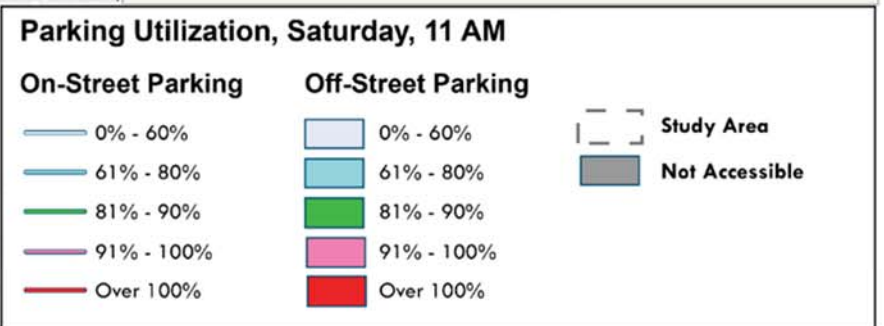 Parking Utilization, Saturday, 11 AM
On-Street Parking
0% - 60%
61% - 80%
81% - 90%
91% - 100%
Over 100%
Off-Street Parking
0% - 60%
61% - 80%
81% - 90%
91% - 100%
Over 100%
Study Area
Not Accessible